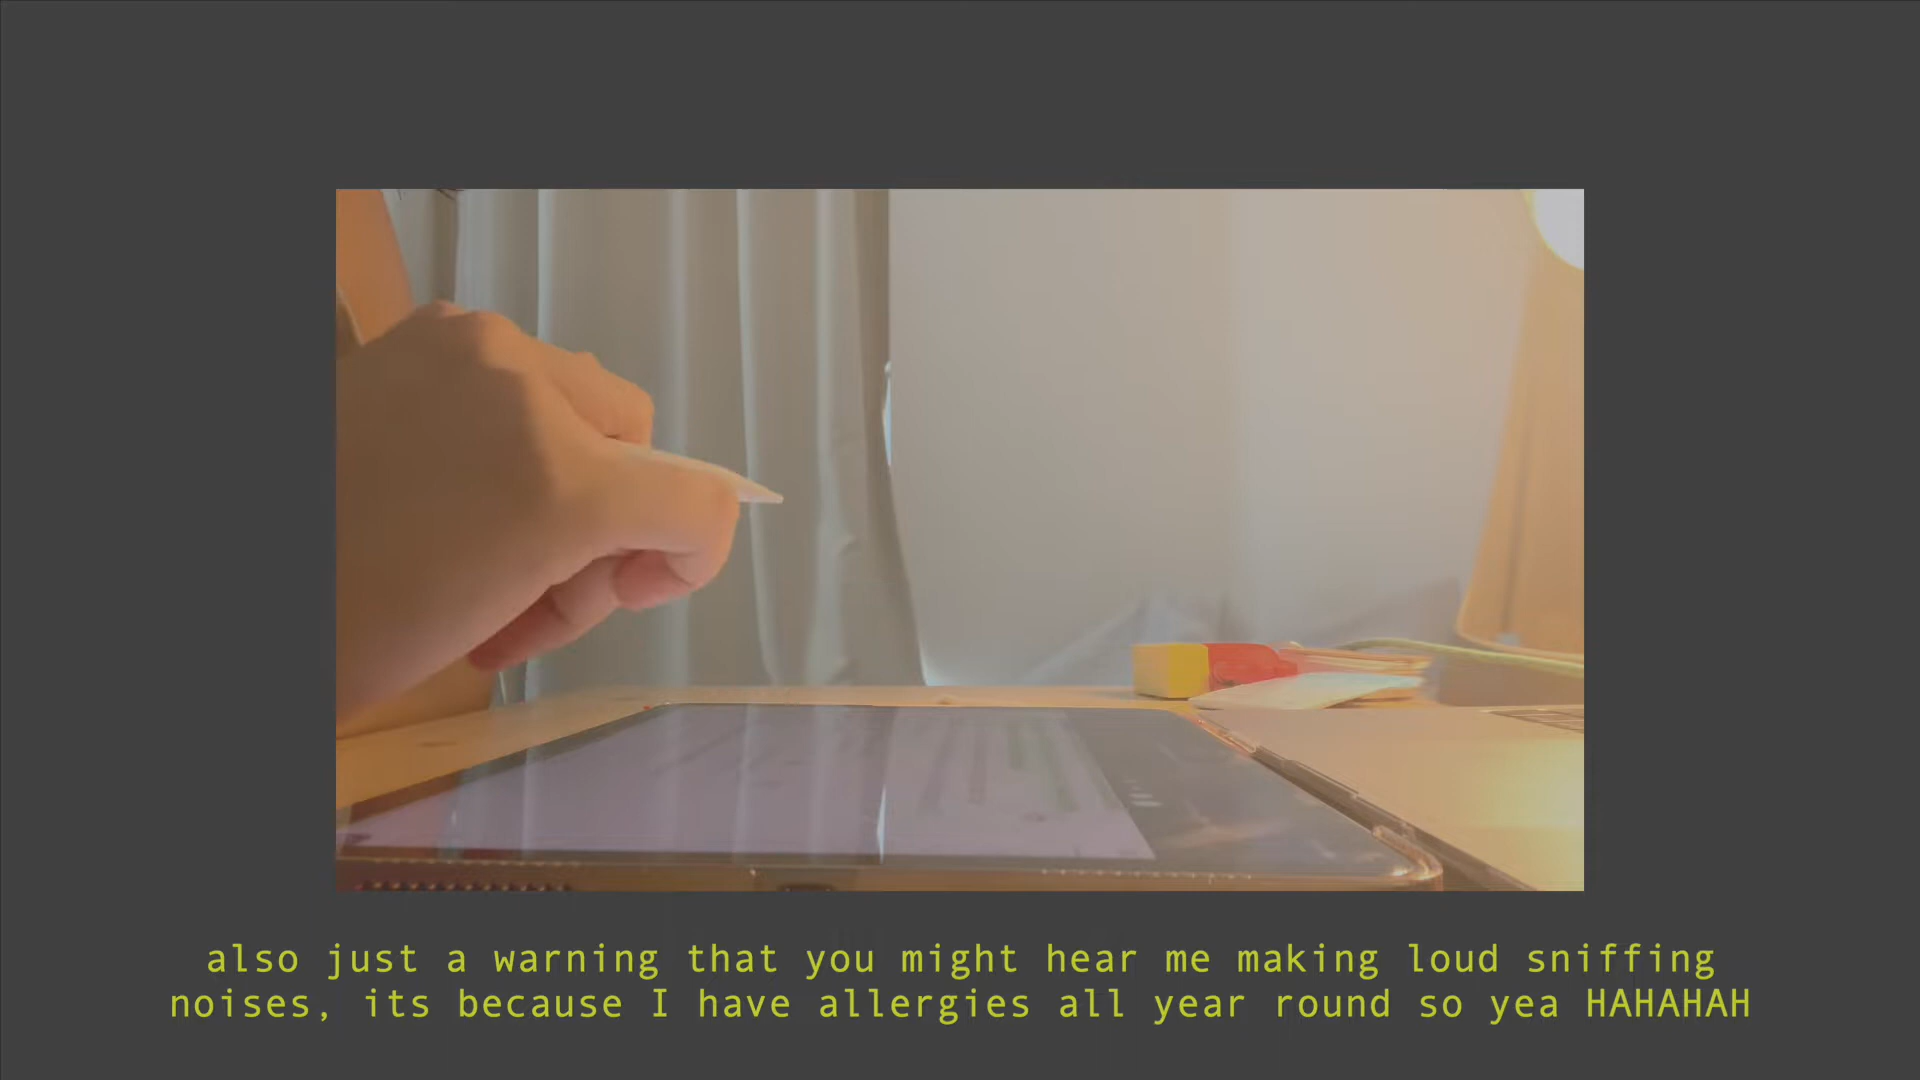 also just a warning that you might hear me making loud sniffing
noises, its because I have allergies all year round so yea HAHAHAH